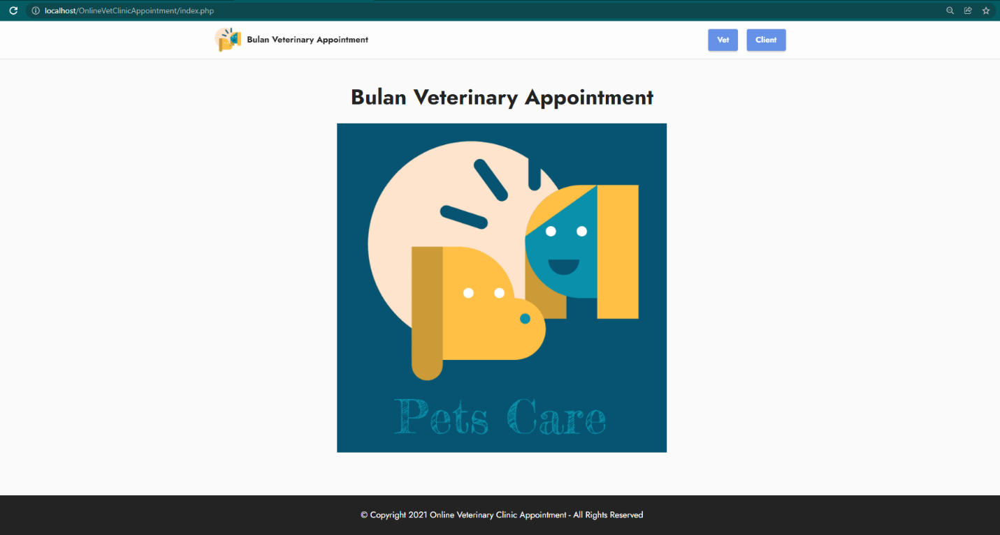 localhost/OnlineVetClinicAppointment/index.php
Bulan Veterinary Appointment
Vet
Client
Bulan Veterinary Appointment
Pets Care
© Copyright 2021 Online Veterinary Clinic Appointment - All Rights Reserved